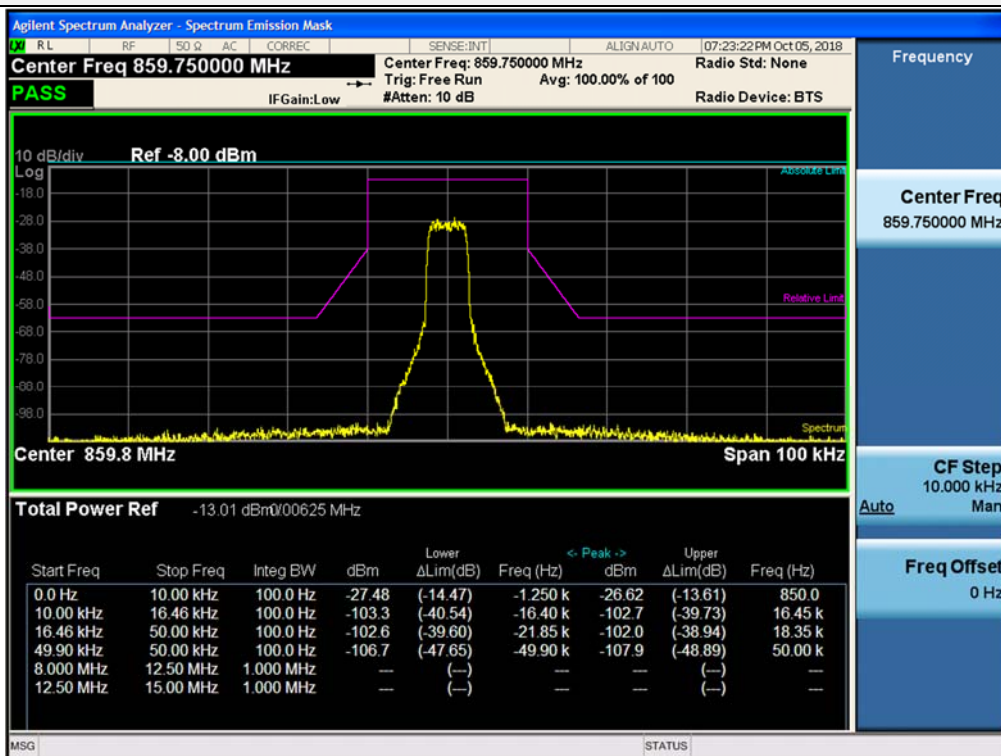 Agilent Spectrum Analyzer - Spectrum Emission Mask
LXI RL RF 50 Ω AC CORREC SENSE:INT ALIGN AUTO 07:23:22 PM Oct 05, 2018
Center Freq 859.750000 MHz Center Freq: 859.750000 MHz Radio Std: None
Trig: Free Run Avg: 100.00% of 100
PASS IFGain:Low #Atten: 10 dB Radio Device: BTS
10 dB/div Ref -8.00 dBm
Log Absolute Limit
-18.0
-28.0
-38.0
-48.0
-58.0 Relative Limit
-68.0
-78.0
-88.0
-98.0
Spectrum
Center 859.8 MHz Span 100 kHz
Total Power Ref -13.01 dBm/0/00625 MHz
Lower <- Peak -> Upper
Start Freq Stop Freq Integ BW dBm ΔLim(dB) Freq (Hz) dBm ΔLim(dB) Freq (Hz)
0.0 Hz 10.00 kHz 100.0 Hz -27.48 (-14.47) -1.250 k -26.62 (-13.61) 850.0
10.00 kHz 16.46 kHz 100.0 Hz -103.3 (-40.54) -16.40 k -102.7 (-39.73) 16.45 k
16.46 kHz 50.00 kHz 100.0 Hz -102.6 (-39.60) -21.85 k -102.0 (-38.94) 18.35 k
49.90 kHz 50.00 kHz 100.0 Hz -106.7 (-47.65) -49.90 k -107.9 (-48.89) 50.00 k
8.000 MHz 12.50 MHz 1.000 MHz --- (---) --- --- (---) ---
12.50 MHz 15.00 MHz 1.000 MHz --- (---) --- --- (---) ---
MSG STATUS
Frequency
Center Freq
859.750000 MHz
CF Step
10.000 kHz
Auto Man
Freq Offset
0 Hz